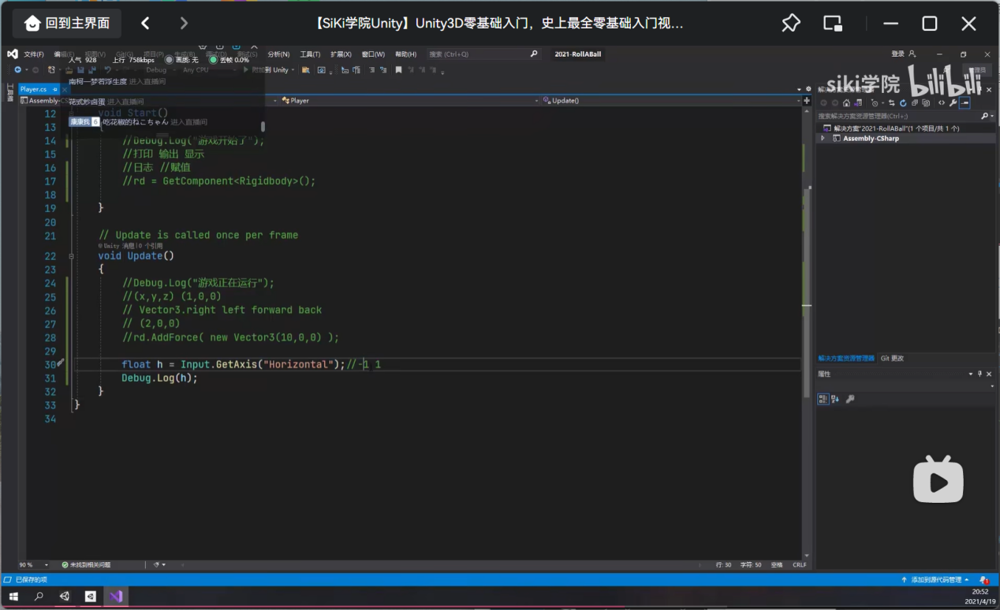 回到主界面
【SiKi学院Unity】Unity3D零基础入门，史上最全零基础入门视...
文件(F) 编辑(E) 视图(V) Git(G) 项目(P) 生成(B) 调试(D) 测试(S) 分析(N) 工具(T) 扩展(X) 窗口(W) 帮助(H) 搜索 (Ctrl+Q) 2021-RollABall 登录
人气 928 上行 758kbps 画质: 无 丢帧 0.0%
Debug Any CPU 附加到 Unity
南柯一梦若浮生度 进入直播间
siki学院 bilibili
Player.cs
花式炒卤蛋 进入直播间
Player Update()
康康我 6 吃花椒的ねこちゃん 进入直播间
搜索解决方案资源管理器(Ctrl+;)
解决方案"2021-RollABall"(1 个项目/共 1 个)
Assembly-CSharp
12 void Start()
13
14 //Debug.Log("游戏开始了");
15 //打印 输出 显示
16 //日志 //赋值
17 //rd = GetComponent<Rigidbody>();
18
19 }
20
21 // Update is called once per frame
Unity 消息|0 个引用
22 void Update()
23 {
24 //Debug.Log("游戏正在运行");
25 //(x,y,z) (1,0,0)
26 // Vector3.right left forward back
27 // (2,0,0)
28 //rd.AddForce( new Vector3(10,0,0) );
29
30 float h = Input.GetAxis("Horizontal");//-1 1
31 Debug.Log(h);
32 }
33 }
34
解决方案资源管理器 Git 更改
属性
90 % 未找到相关问题 行: 30 字符: 50 空格 CRLF
已保存的项 添加到源代码管理
20:52
2021/4/19